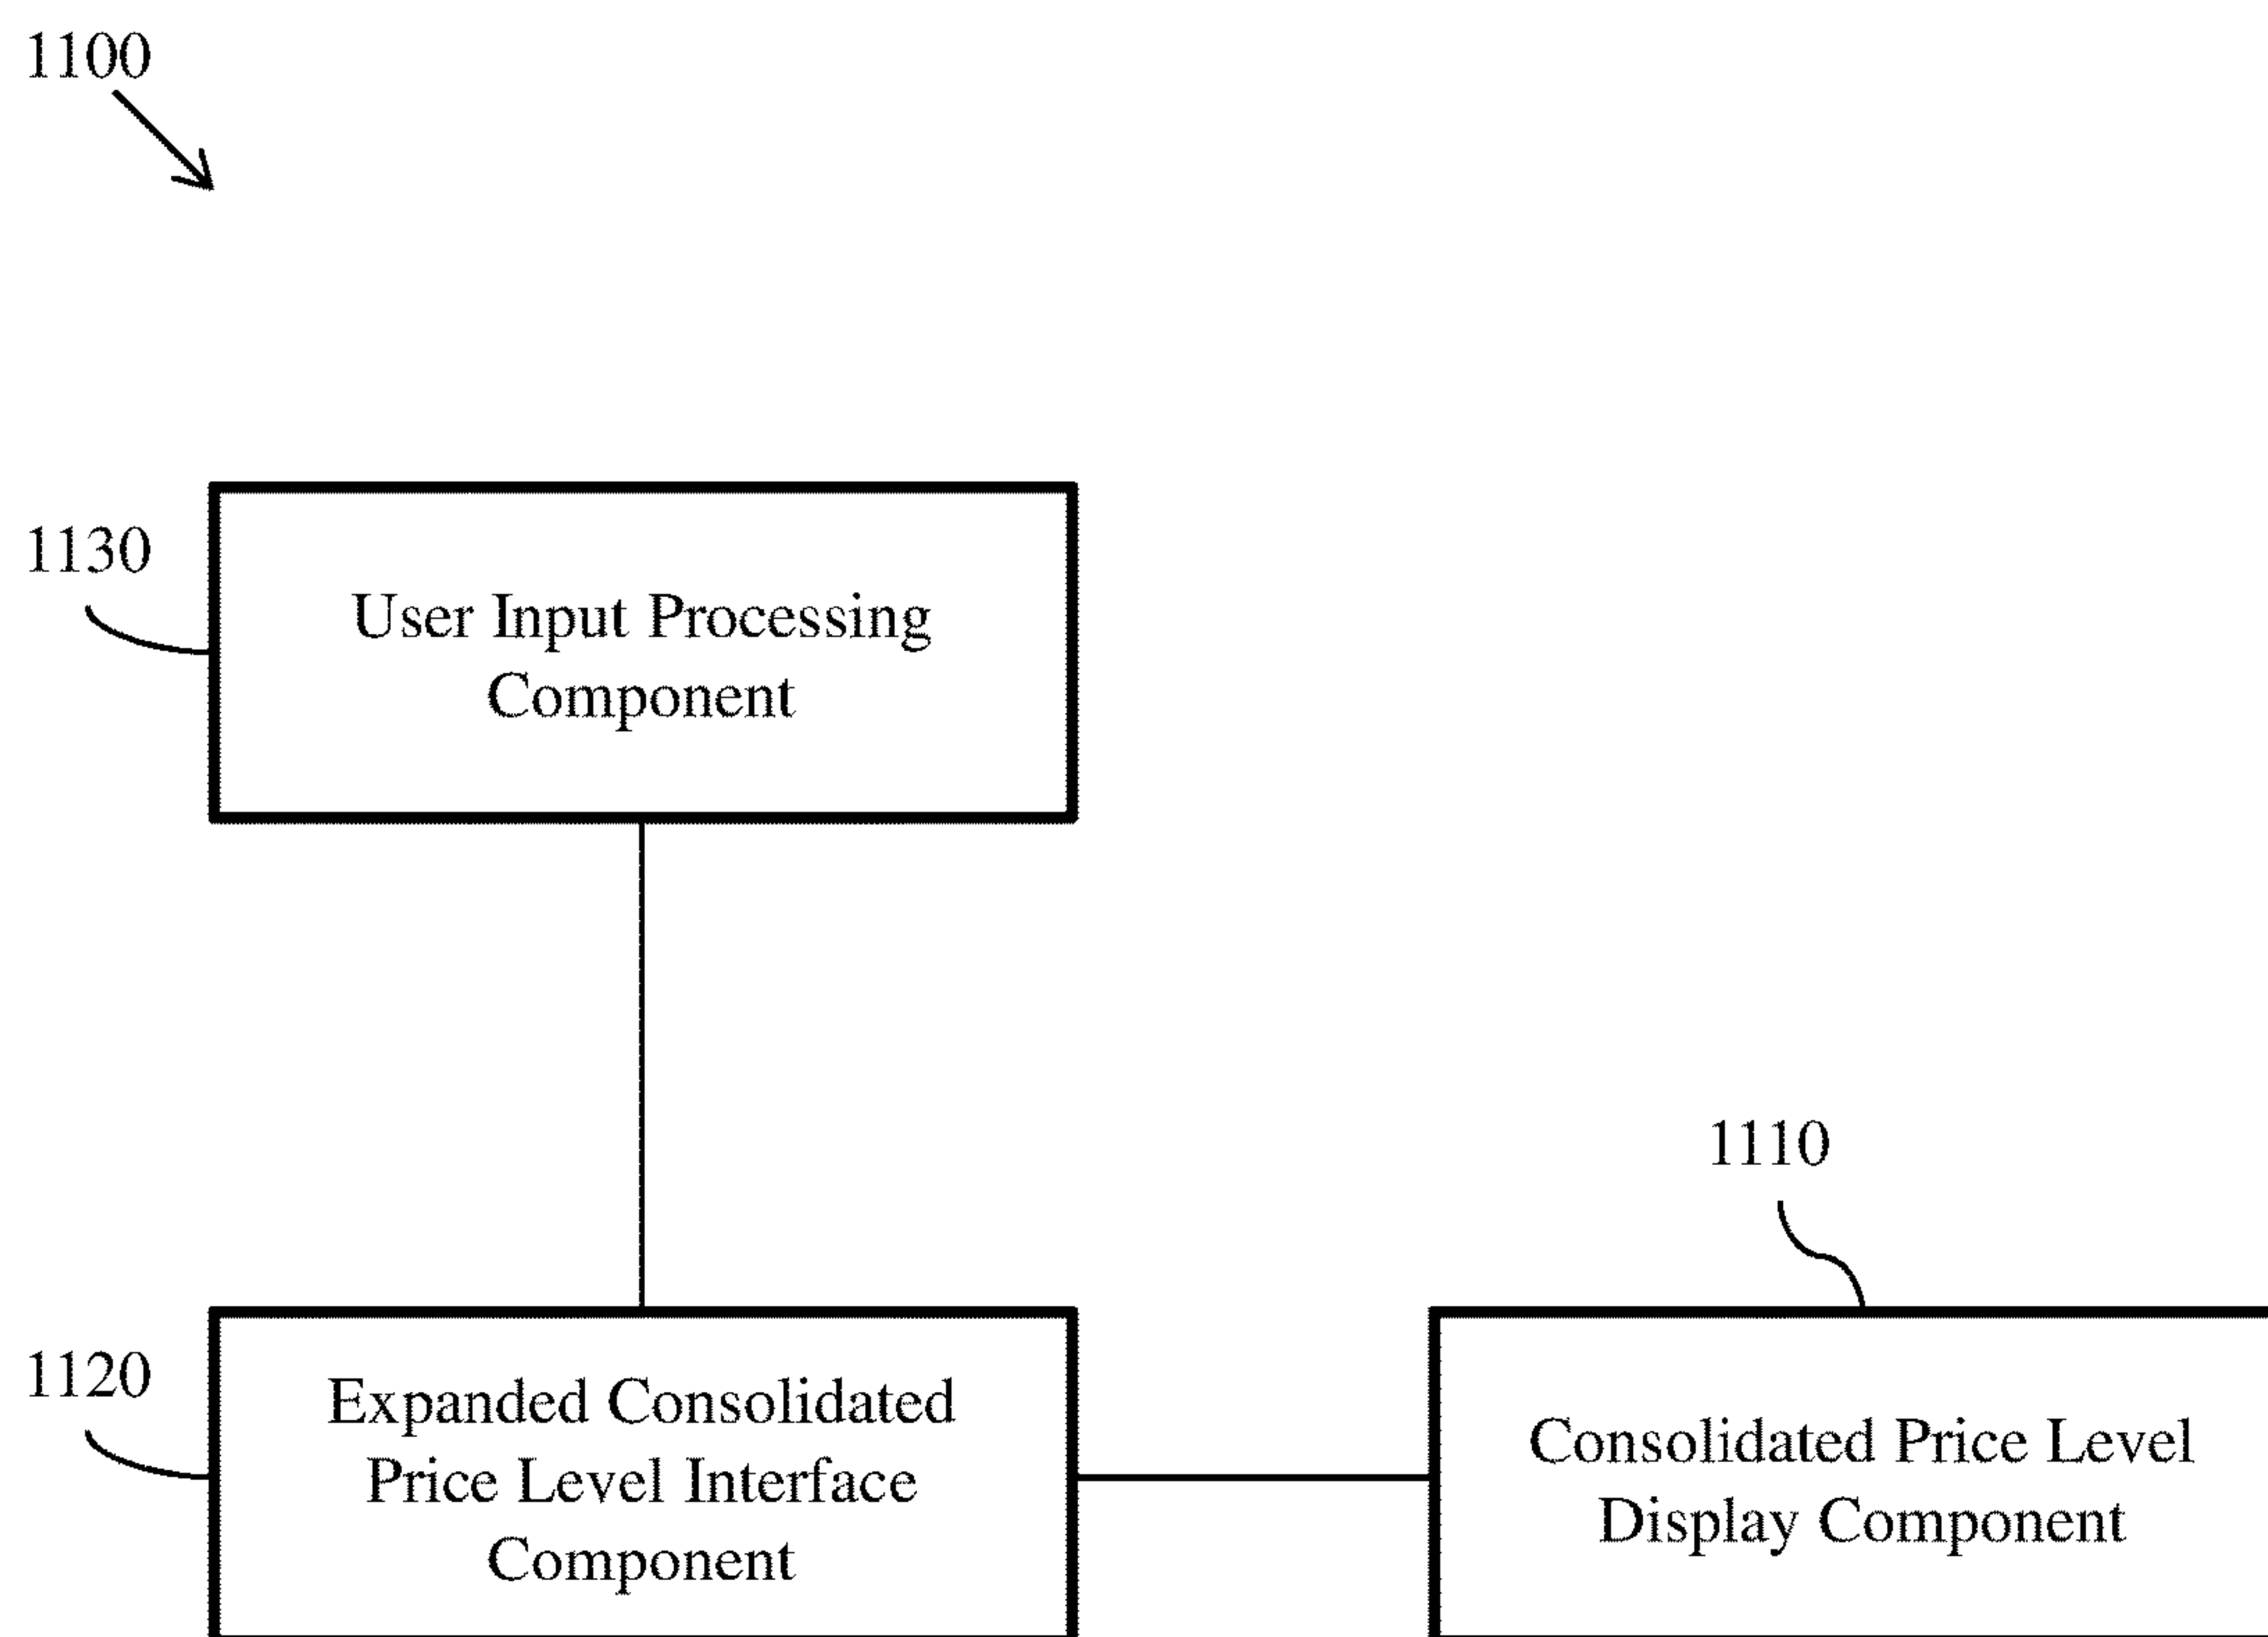 1100
1130
User Input Processing
Component
1110
1120
Expanded Consolidated
Price Level Interface
Component
Consolidated Price Level
Display Component